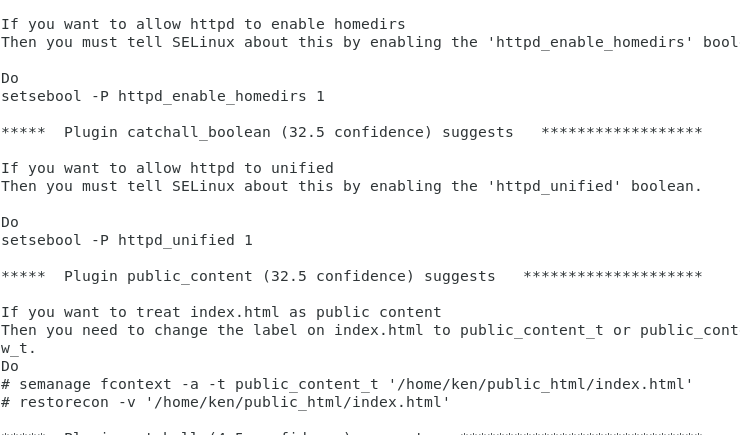 If you want to allow httpd to enable homedirs
Then you must tell SELinux about this by enabling the 'httpd_enable_homedirs' bool
Do
setsebool -P httpd_enable_homedirs 1
***** Plugin catchall_boolean (32.5 confidence) suggests ******************
If you want to allow httpd to unified
Then you must tell SELinux about this by enabling the 'httpd_unified' boolean.
Do
setsebool -P httpd_unified 1
***** Plugin public_content (32.5 confidence) suggests ********************
If you want to treat index.html as public content
Then you need to change the label on index.html to public_content_t or public_cont
w_t.
Do
# semanage fcontext -a -t public_content_t '/home/ken/public_html/index.html'
# restorecon -v '/home/ken/public_html/index.html'